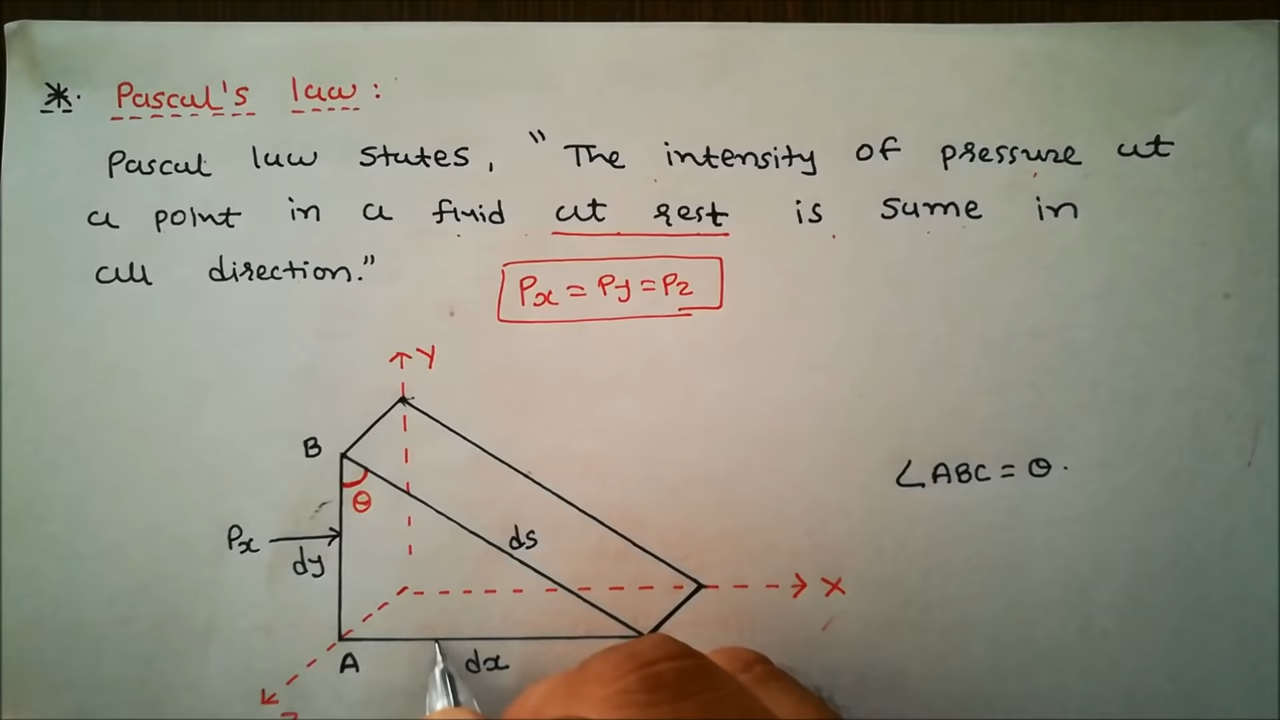 *. Pascal's law :
Pascal law states, "The intensity of pressure at
a point in a fluid at rest is same in
all direction."
Px = Py = Pz
Y
B
θ
∠ABC = θ.
Px
dy
ds
X
A
dx